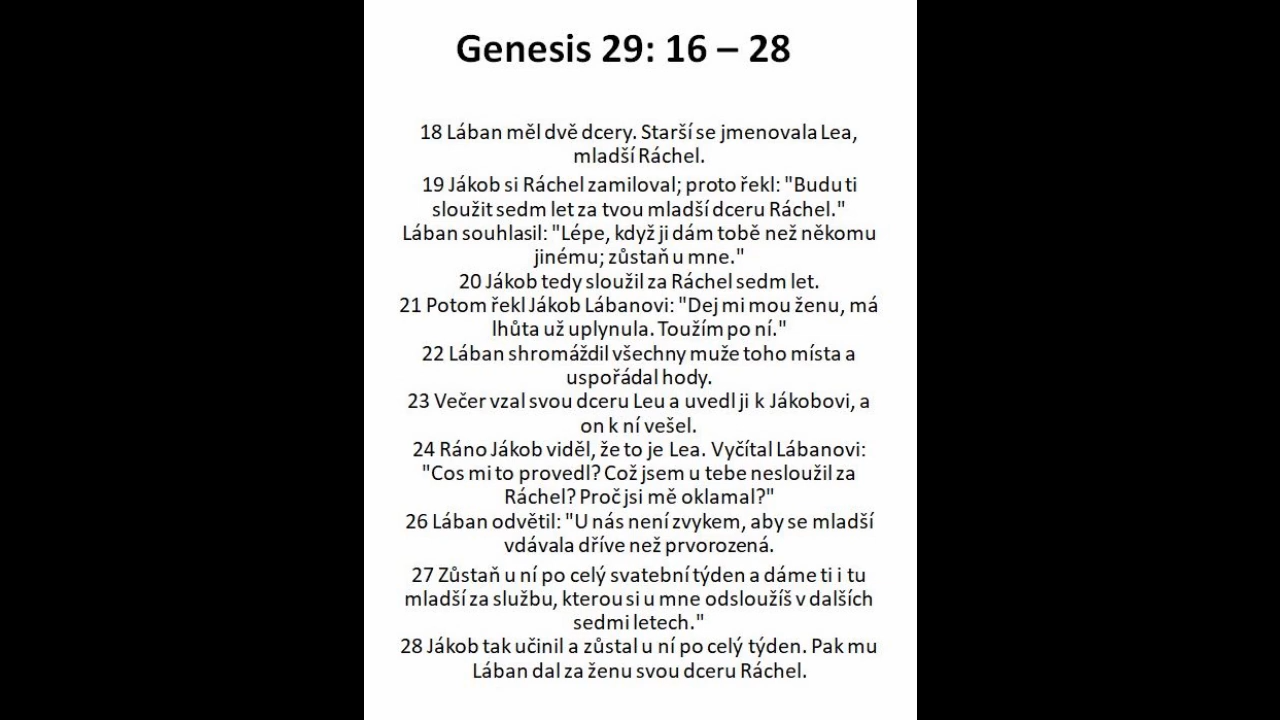 Genesis 29: 16 – 28
18 Lában měl dvě dcery. Starší se jmenovala Lea,
mladší Ráchel.
19 Jákob si Ráchel zamiloval; proto řekl: "Budu ti
sloužit sedm let za tvou mladší dceru Ráchel."
Lában souhlasil: "Lépe, když ji dám tobě než někomu
jinému; zůstaň u mne."
20 Jákob tedy sloužil za Ráchel sedm let.
21 Potom řekl Jákob Lábanovi: "Dej mi mou ženu, má
lhůta už uplynula. Toužím po ní."
22 Lában shromáždil všechny muže toho místa a
uspořádal hody.
23 Večer vzal svou dceru Leu a uvedl ji k Jákobovi, a
on k ní vešel.
24 Ráno Jákob viděl, že to je Lea. Vyčítal Lábanovi:
"Cos mi to provedl? Což jsem u tebe nesloužil za
Ráchel? Proč jsi mě oklamal?"
26 Lában odvětil: "U nás není zvykem, aby se mladší
vdávala dříve než prvorozená.
27 Zůstaň u ní po celý svatební týden a dáme ti i tu
mladší za službu, kterou si u mne odsloužíš v dalších
sedmi letech."
28 Jákob tak učinil a zůstal u ní po celý týden. Pak mu
Lában dal za ženu svou dceru Ráchel.